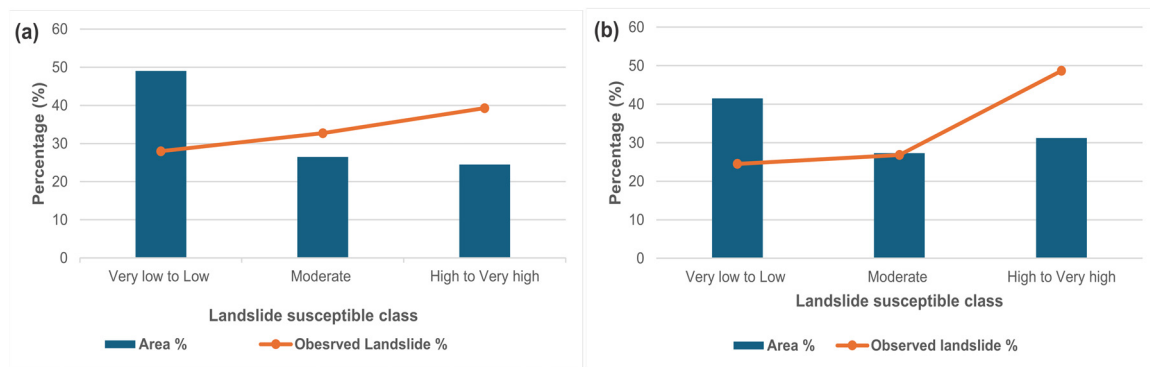 (a)
Percentage (%)
60
50
40
30
20
10
0
Very low to Low
Moderate
High to Very high
Landslide susceptible class
Area %
Obesrved Landslide %
(b)
Percentage (%)
60
50
40
30
20
10
0
Very low to Low
Moderate
High to Very high
Landslide susceptible class
Area %
Observed landslide %